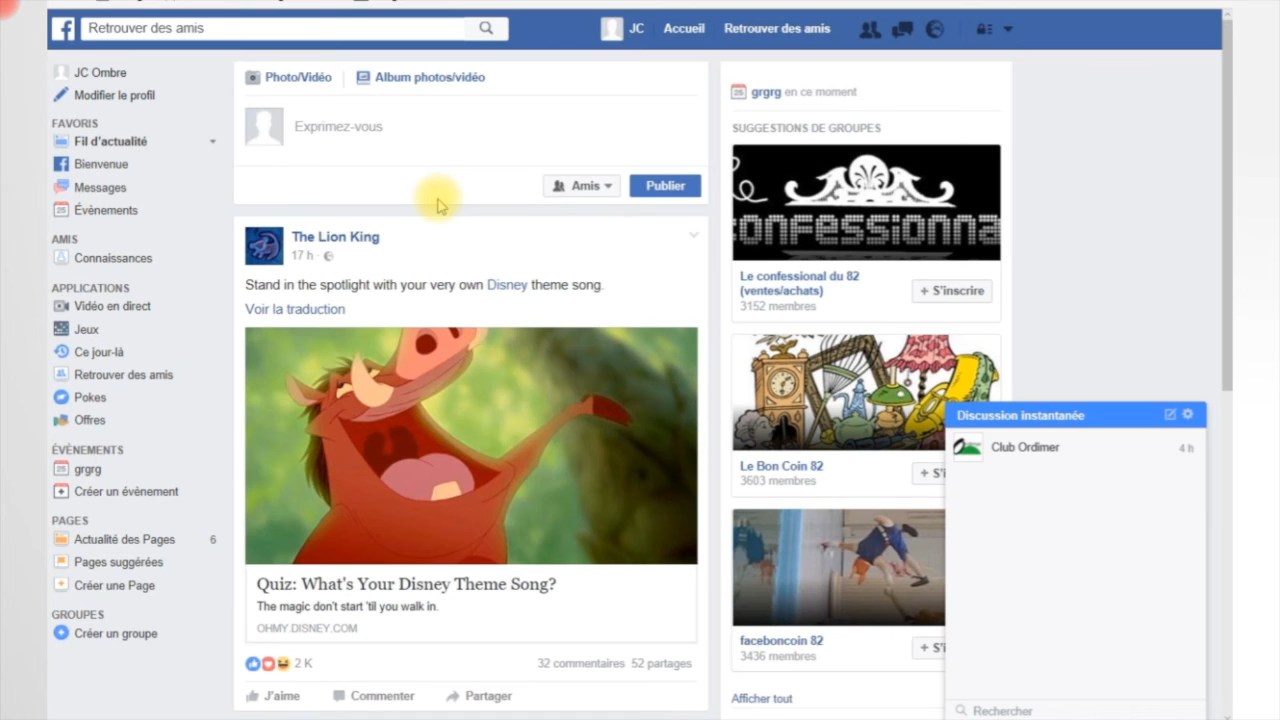 Retrouver des amis
JC Accueil Retrouver des amis
JC Ombre
Modifier le profil
FAVORIS
Fil d'actualité
Bienvenue
Messages
25 Évènements
AMIS
Connaissances
APPLICATIONS
Vidéo en direct
Jeux
Ce jour-là
Retrouver des amis
Pokes
Offres
ÉVÈNEMENTS
25 grgrg
Créer un évènement
PAGES
Actualité des Pages 6
Pages suggérées
Créer une Page
GROUPES
Créer un groupe
Photo/Vidéo Album photos/vidéo
Exprimez-vous
Amis Publier
The Lion King
17 h ·
Stand in the spotlight with your very own Disney theme song.
Voir la traduction
Quiz: What's Your Disney Theme Song?
The magic don't start 'til you walk in.
OHMY.DISNEY.COM
2 K 32 commentaires 52 partages
J'aime Commenter Partager
25 grgrg en ce moment
SUGGESTIONS DE GROUPES
confessionna
Le confessional du 82
(ventes/achats)
3152 membres
+ S'inscrire
Le Bon Coin 82
3603 membres
+ S'i
faceboncoin 82
3436 membres
+ S'i
Afficher tout
Discussion instantanée
Club Ordimer 4 h
Rechercher